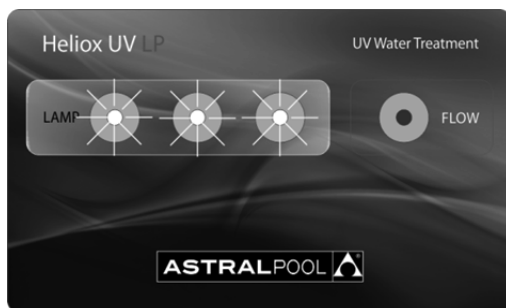 Heliox UV LP
UV Water Treatment
LAMP
FLOW
ASTRALPOOL